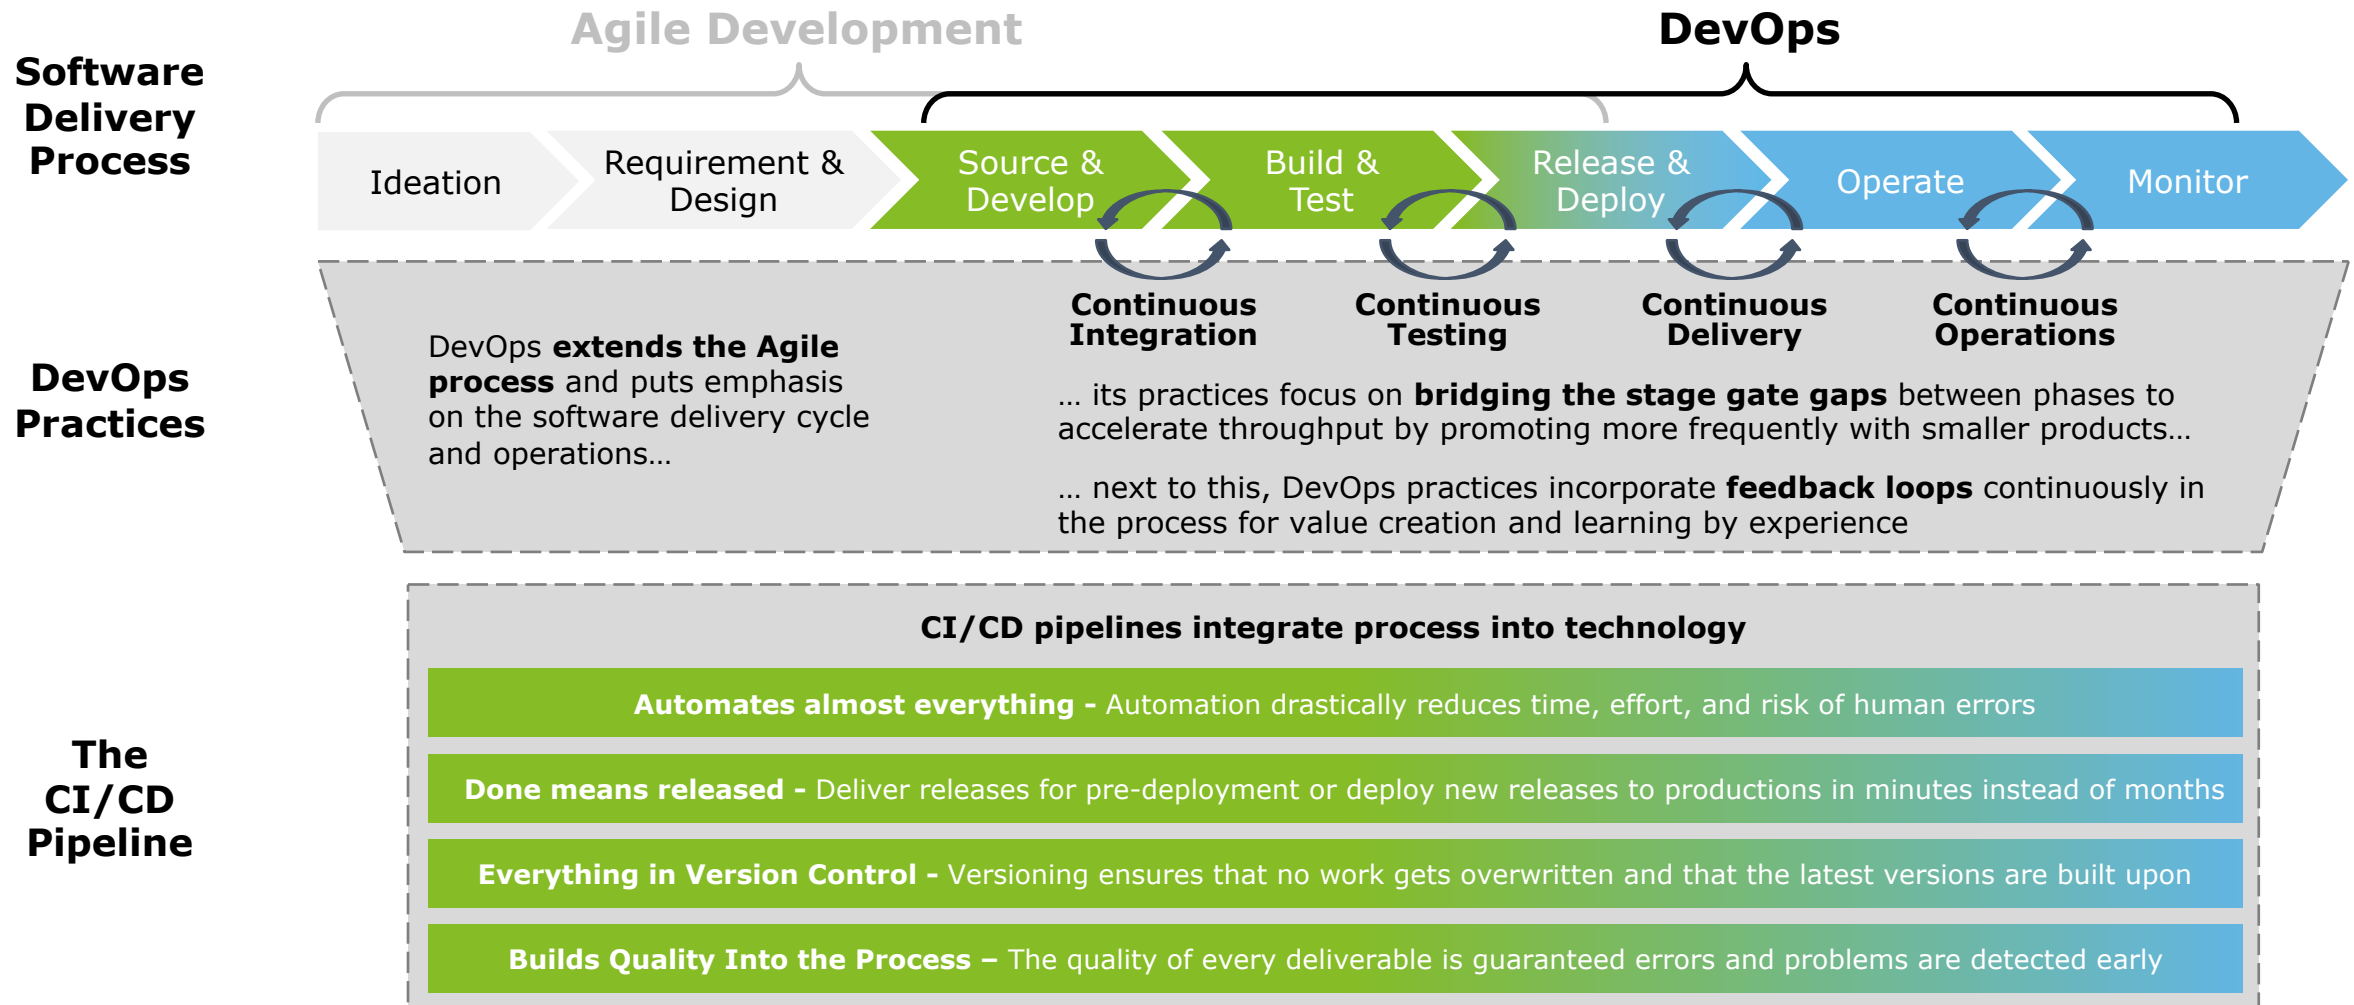 Agile Development
DevOps
Software
Delivery
Process
Ideation
Requirement &
Design
Source &
Develop
Build &
Test
Release &
Deploy
Operate
Monitor
DevOps
Practices
DevOps extends the Agile
process and puts emphasis
on the software delivery cycle
and operations…
Continuous
Integration
Continuous
Testing
Continuous
Delivery
Continuous
Operations
… its practices focus on bridging the stage gate gaps between phases to
accelerate throughput by promoting more frequently with smaller products…
… next to this, DevOps practices incorporate feedback loops continuously in
the process for value creation and learning by experience
The
CI/CD
Pipeline
CI/CD pipelines integrate process into technology
Automates almost everything - Automation drastically reduces time, effort, and risk of human errors
Done means released - Deliver releases for pre-deployment or deploy new releases to productions in minutes instead of months
Everything in Version Control - Versioning ensures that no work gets overwritten and that the latest versions are built upon
Builds Quality Into the Process – The quality of every deliverable is guaranteed errors and problems are detected early